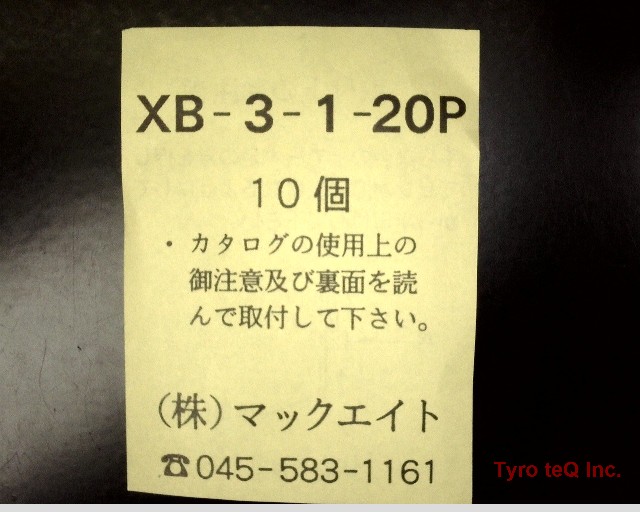 XB-3-1-20P
10個
・カタログの使用上の
御注意及び裏面を読
んで取付して下さい。
(株)マックエイト
☎045-583-1161
Tyro teQ Inc.